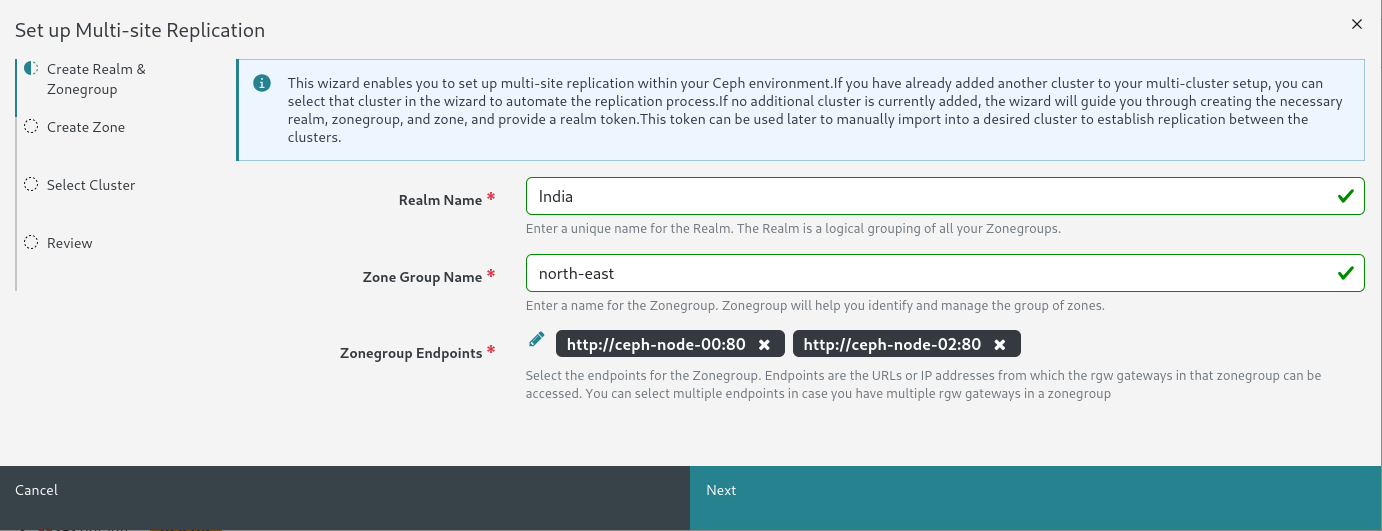 Set up Multi-site Replication
Create Realm &
Zonegroup
Create Zone
Select Cluster
Review
This wizard enables you to set up multi-site replication within your Ceph environment.If you have already added another cluster to your multi-cluster setup, you can
select that cluster in the wizard to automate the replication process.If no additional cluster is currently added, the wizard will guide you through creating the necessary
realm, zonegroup, and zone, and provide a realm token.This token can be used later to manually import into a desired cluster to establish replication between the
clusters.
Realm Name *
India
Enter a unique name for the Realm. The Realm is a logical grouping of all your Zonegroups.
Zone Group Name *
north-east
Enter a name for the Zonegroup. Zonegroup will help you identify and manage the group of zones.
Zonegroup Endpoints *
http://ceph-node-00:80
http://ceph-node-02:80
Select the endpoints for the Zonegroup. Endpoints are the URLs or IP addresses from which the rgw gateways in that zonegroup can be
accessed. You can select multiple endpoints in case you have multiple rgw gateways in a zonegroup
Cancel
Next